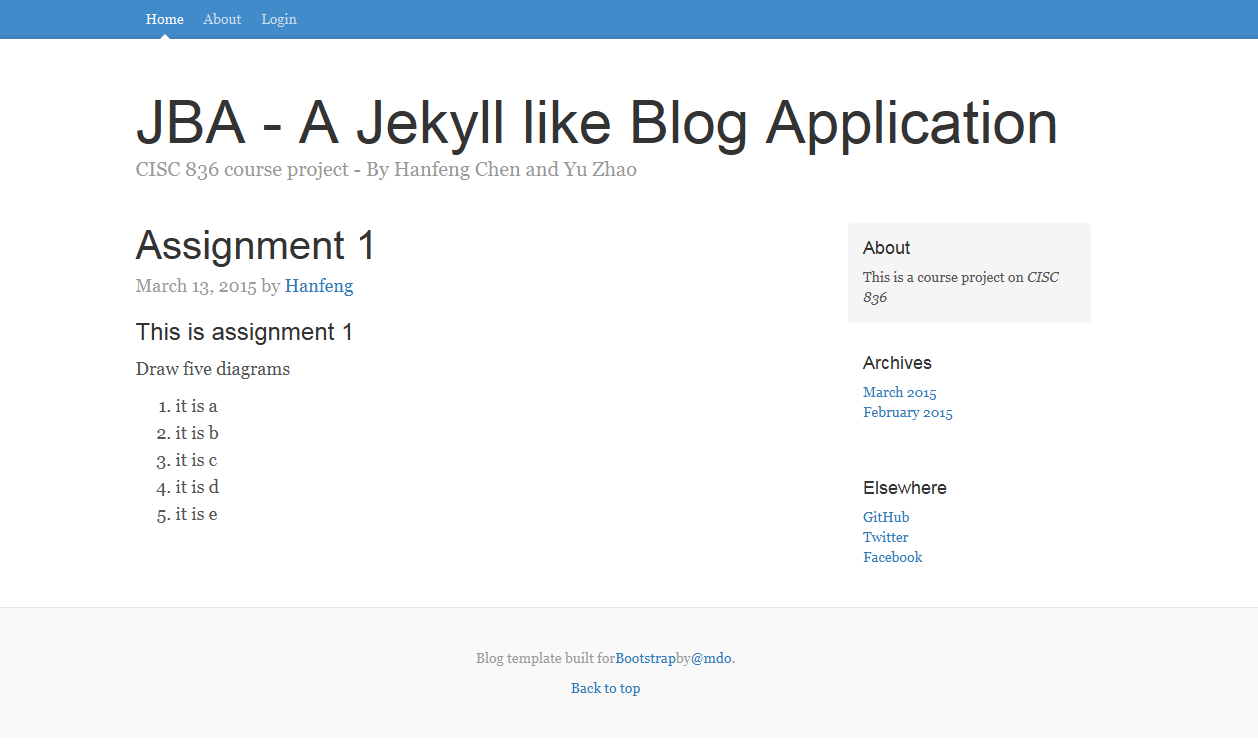 Home About Login
JBA - A Jekyll like Blog Application
CISC 836 course project - By Hanfeng Chen and Yu Zhao
Assignment 1
March 13, 2015 by Hanfeng
This is assignment 1
Draw five diagrams
1. it is a
2. it is b
3. it is c
4. it is d
5. it is e
About
This is a course project on CISC
836
Archives
March 2015
February 2015
Elsewhere
GitHub
Twitter
Facebook
Blog template built forBootstrapby@mdo.
Back to top